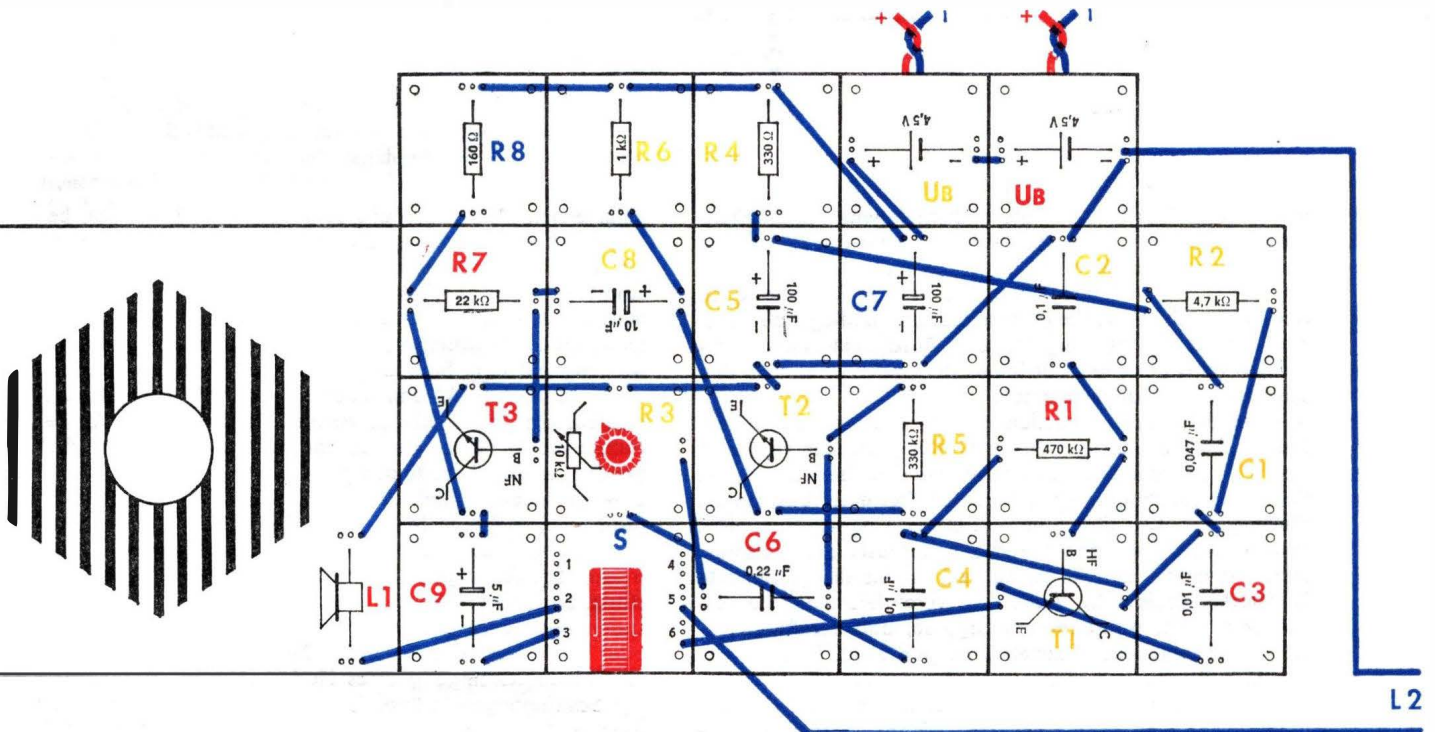 + ı + ı
160 Ω R8 1 kΩ R6 R4 330 Ω 4,5V + − UB 4,5V + − UB
R7 22 kΩ C8 − + 10 µF C5 + − 100 µF C7 + − 100 µF C2 0,1 µF R2 4,7 kΩ
E T3 B NF C 10 kΩ R3 E T2 B NF C 330 kΩ R5 R1 470 kΩ 0,047 µF C1
L1 C9 + − 5 µF S 1 2 3 4 5 6 C6 0,22 µF 0,1 µF C4 B HF E T1 C 0,01 µF C3
L2